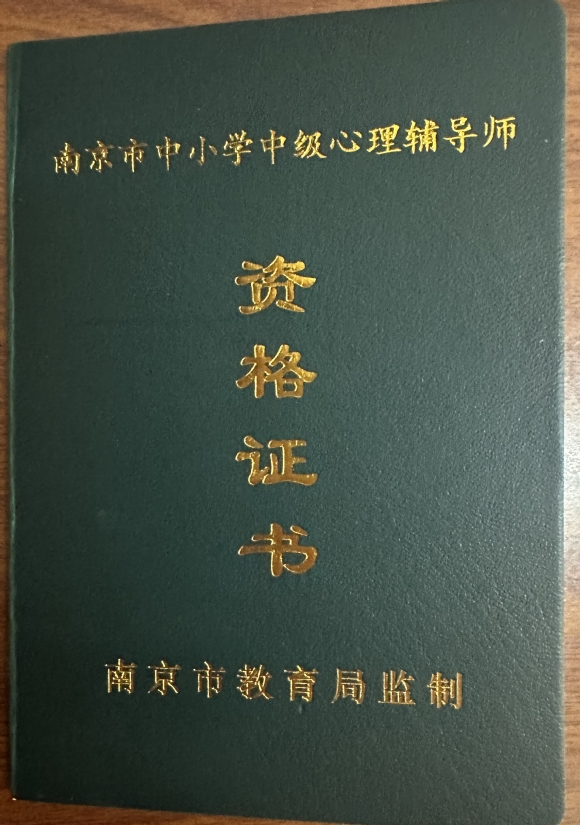 南京市中小学中级心理辅导师
资
格
证
书
南京市教育局监制